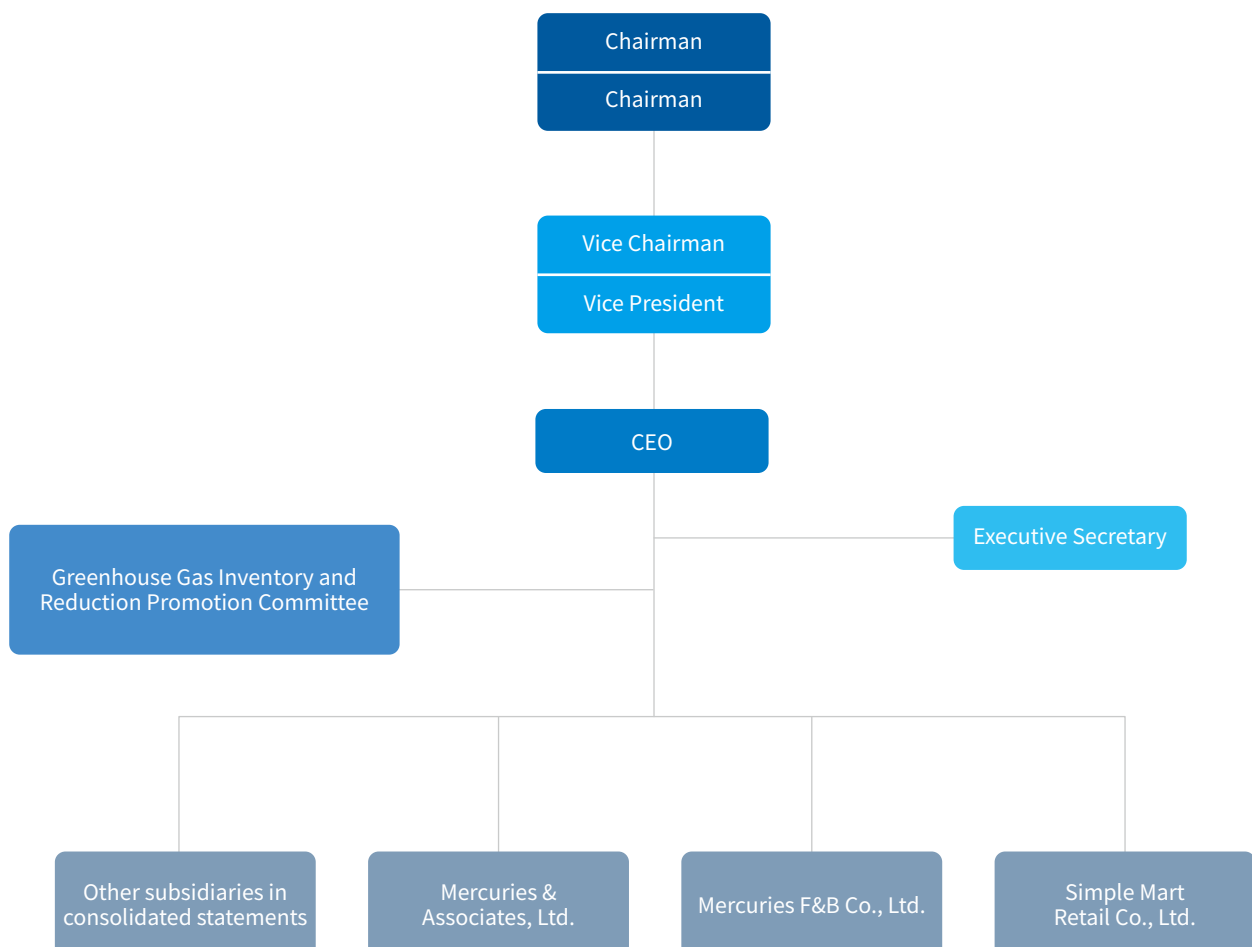 Chairman
Chairman
Vice Chairman
Vice President
CEO
Executive Secretary
Greenhouse Gas Inventory and
Reduction Promotion Committee
Other subsidiaries in
consolidated statements
Mercuries &
Associates, Ltd.
Mercuries F&B Co., Ltd.
Simple Mart
Retail Co., Ltd.